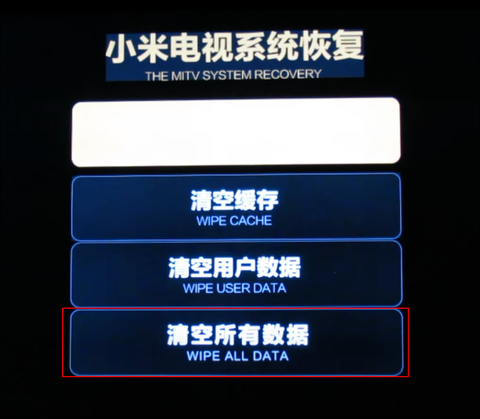 小米电视系统恢复
THE MITV SYSTEM RECOVERY
清空缓存
WIPE CACHE
清空用户数据
WIPE USER DATA
清空所有数据
WIPE ALL DATA